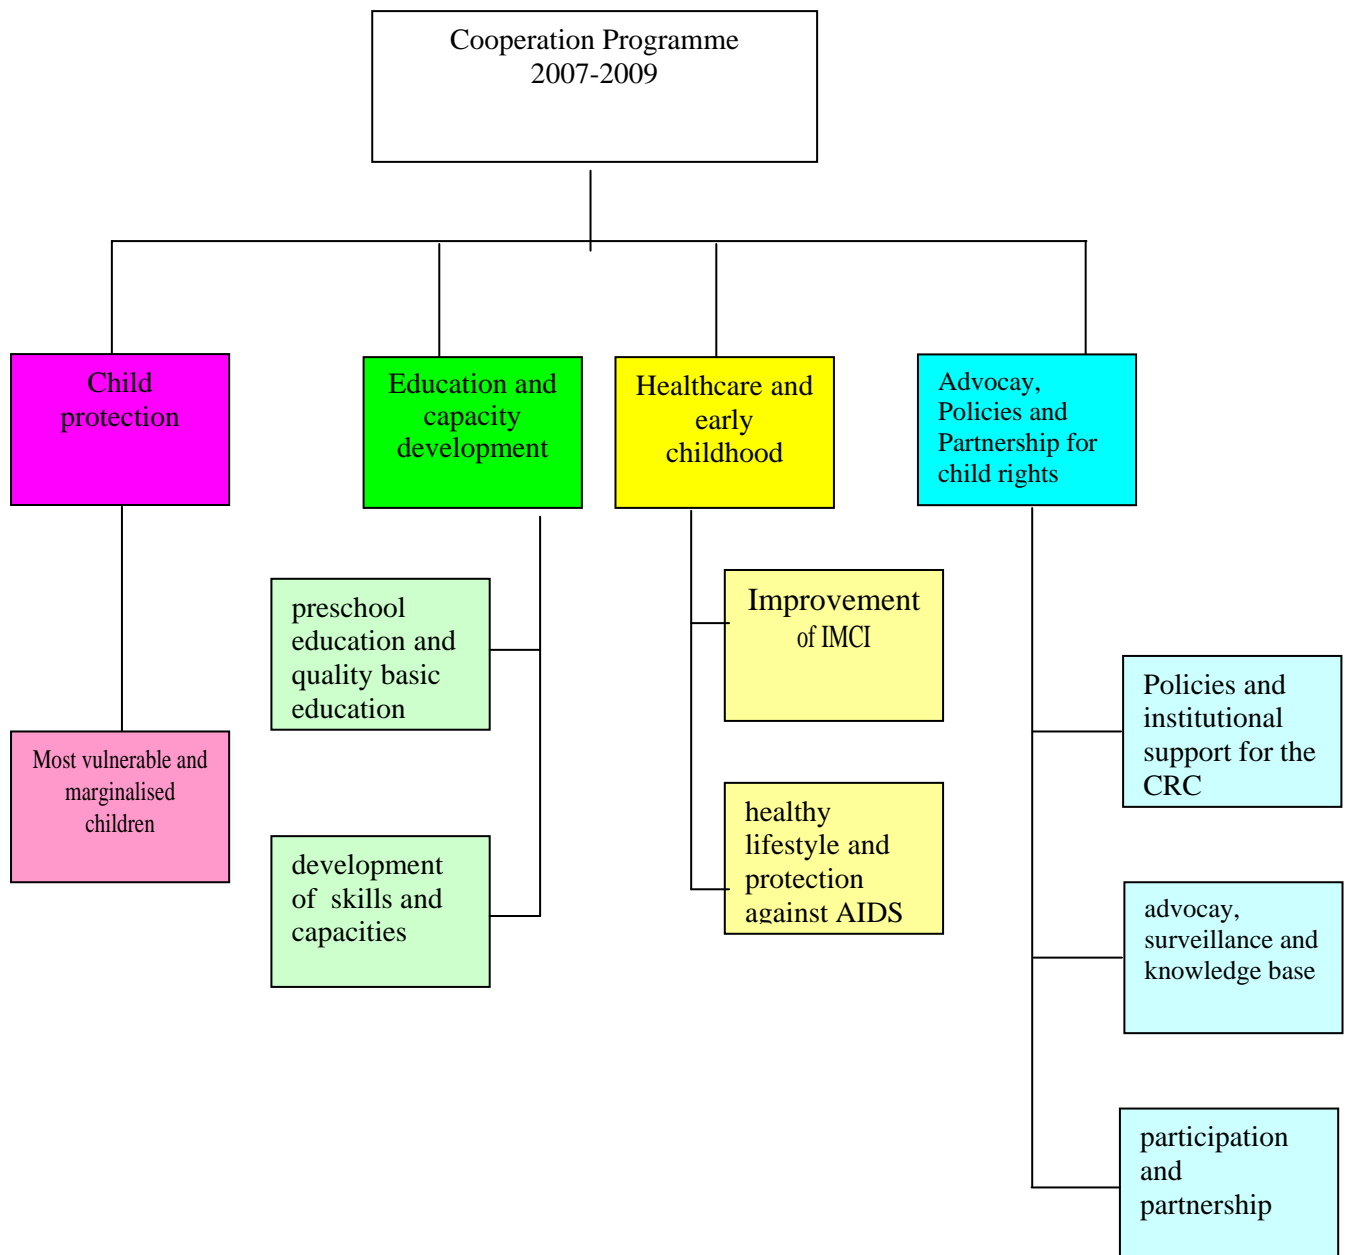 Cooperation Programme
2007-2009
Child
protection
Education and
capacity
development
Healthcare and
early
childhood
Advocay,
Policies and
Partnership for
child rights
preschool
education and
quality basic
education
development
of skills and
capacities
Improvement
of IMCI
healthy
lifestyle and
protection
against AIDS
Most vulnerable and
marginalised
children
Policies and
institutional
support for the
CRC
advocay,
surveillance and
knowledge base
participation
and
partnership